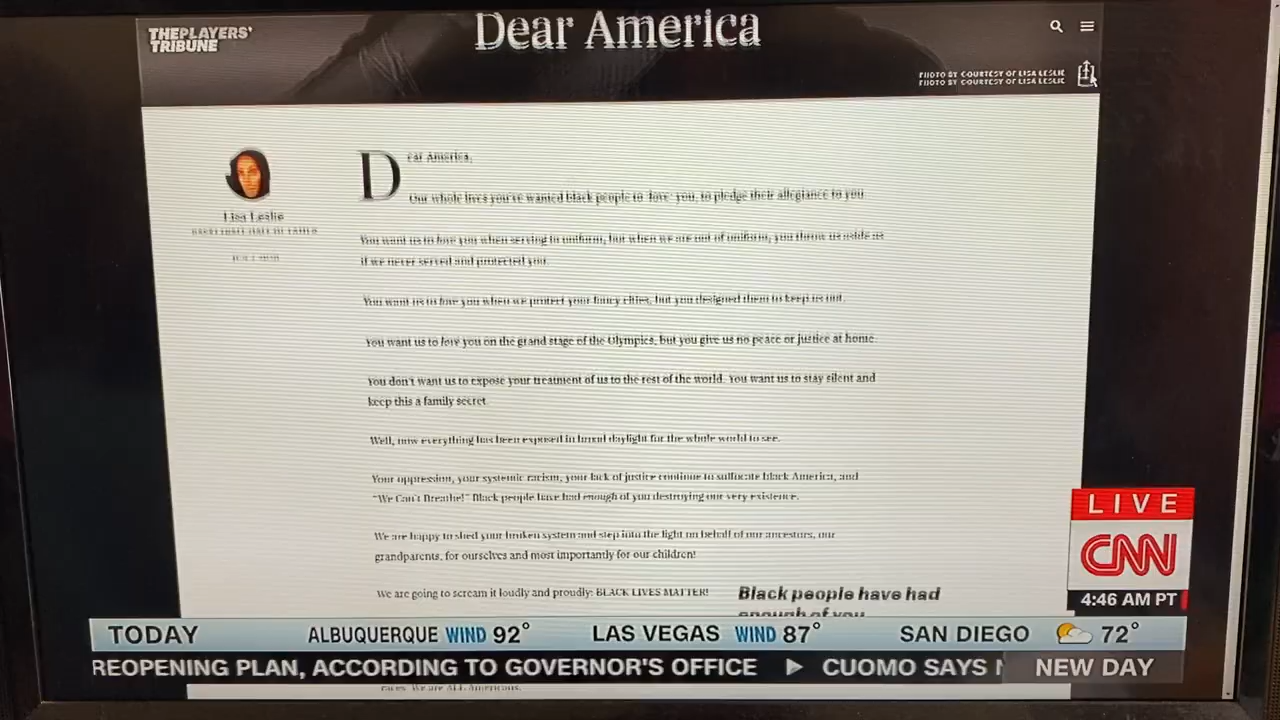 THEPLAYERS'
TRIBUNE
Dear America
PHOTO BY COURTESY OF LISA LESLIE
PHOTO BY COURTESY OF LISA LESLIE
Lisa Leslie
Dear America,
Our whole lives you've wanted black people to 'love' you, to pledge their allegiance to you.
You want us to love you when serving in uniform, but when we are out of uniform, you throw us aside as
if we never served and protected you.
You want us to love you when we protect your fancy cities, but you designed them to keep us out.
You want us to love you on the grand stage of the Olympics, but you give us no peace or justice at home.
You don't want us to expose your treatment of us to the rest of the world. You want us to stay silent and
keep this a family secret.
Well, now everything has been exposed in broad daylight for the whole world to see.
Your oppression, your systemic racism, your lack of justice continue to suffocate black America, and
"We Can't Breathe!" Black people have had enough of you destroying our very existence.
We are happy to shed your broken system and step into the light on behalf of our ancestors, our
grandparents, for ourselves and most importantly for our children!
We are going to scream it loudly and proudly: BLACK LIVES MATTER!
Black people have had
enough of you
LIVE
CNN
4:46 AM PT
TODAY ALBUQUERQUE WIND 92° LAS VEGAS WIND 87° SAN DIEGO 72°
REOPENING PLAN, ACCORDING TO GOVERNOR'S OFFICE ▶ CUOMO SAYS NEW DAY
races. We are ALL Americans.